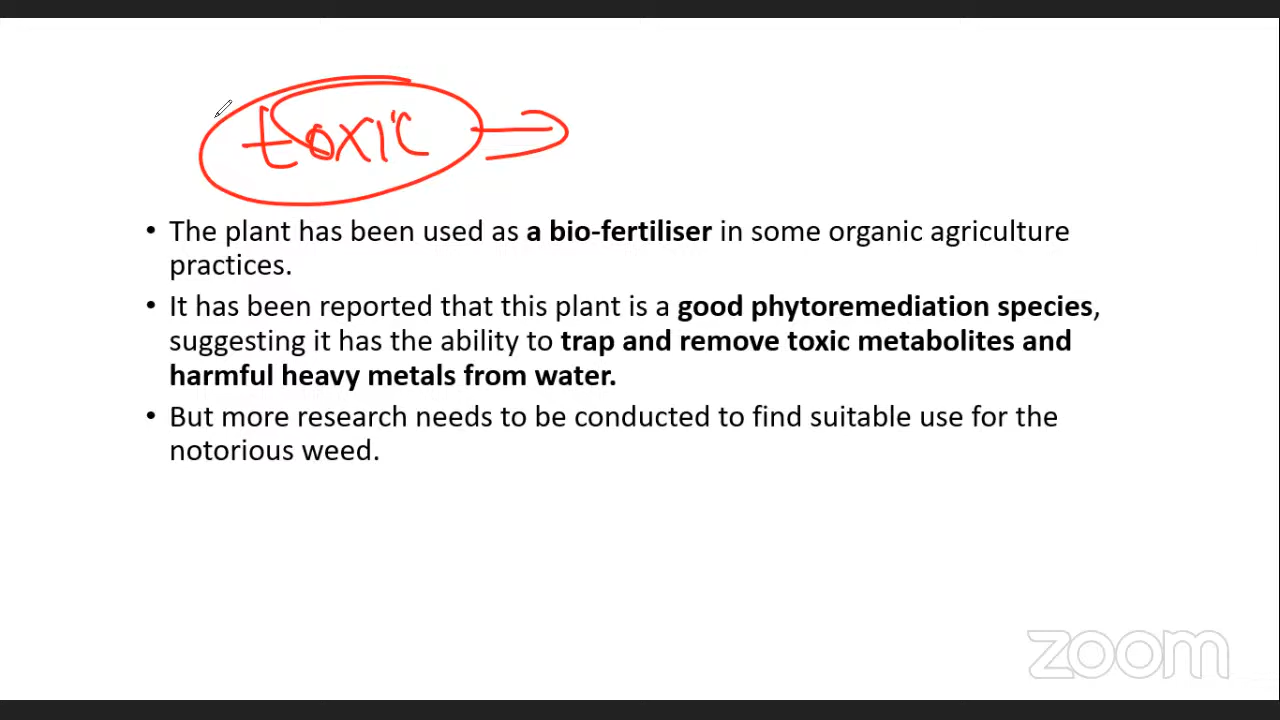 toxic
• The plant has been used as a bio-fertiliser in some organic agriculture
practices.
• It has been reported that this plant is a good phytoremediation species,
suggesting it has the ability to trap and remove toxic metabolites and
harmful heavy metals from water.
• But more research needs to be conducted to find suitable use for the
notorious weed.
zoom